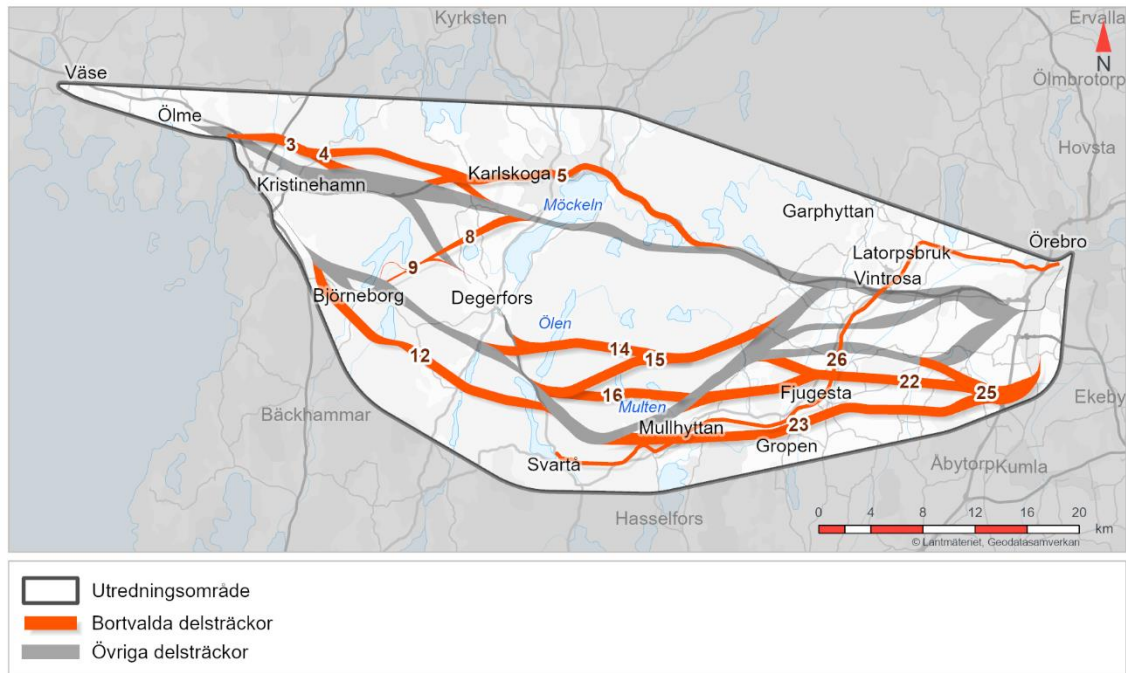 Kyrksten
Ervalla
N
Väse
Ölmbrotorp
Ölme
Hovsta
3
4
Karlskoga
5
Kristinehamn
Möckeln
Garphyttan
8
Örebro
Latorpsbruk
Vintrosa
9
Björneborg
Degerfors
Ölen
14
15
12
26
22
16
Fjugesta
25
Ekeby
Bäckhammar
Multen
Mullhyttan
23
Gropen
Svartå
Åbytorp
Kumla
Hasselfors
0 4 8 12 16 20
km
© Lantmäteriet, Geodatasamverkan
Utredningsområde
Bortvalda delsträckor
Övriga delsträckor